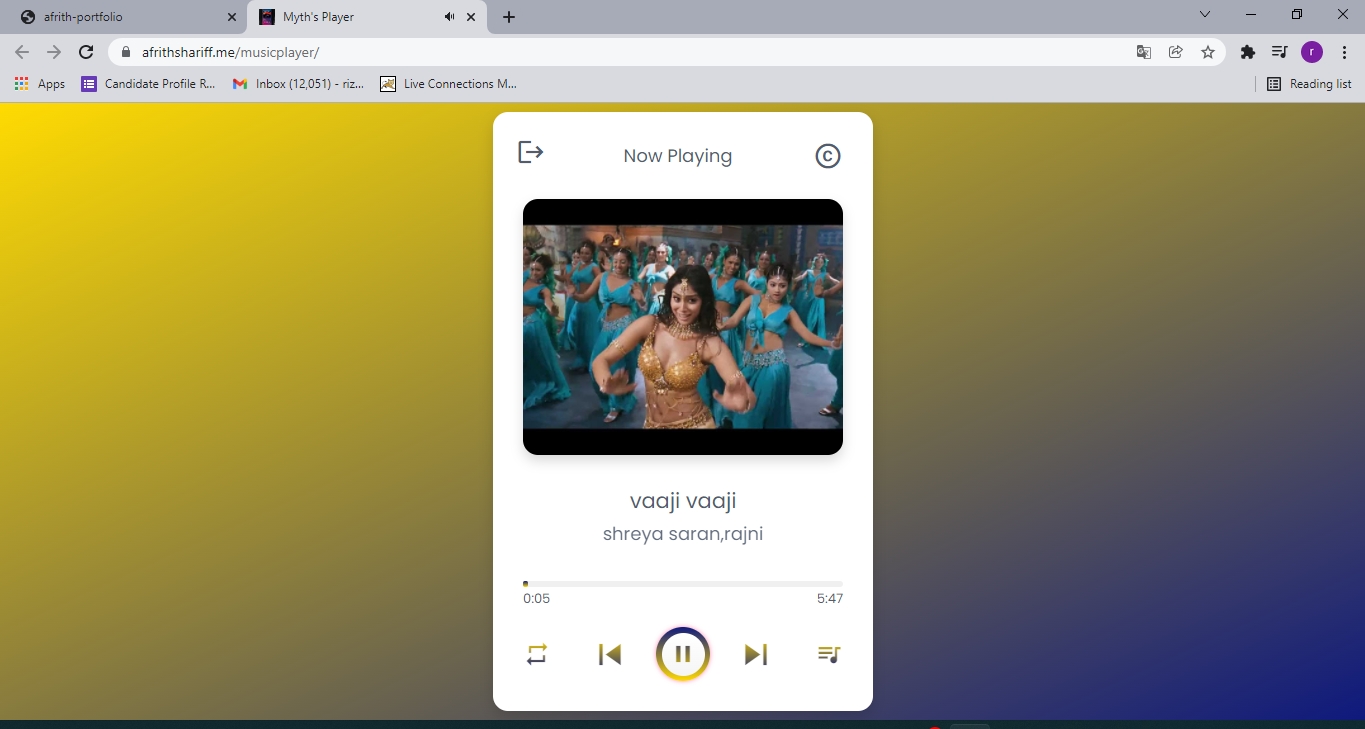 afrith-portfolio
Myth's Player
afrithshariff.me/musicplayer/
r
Apps
Candidate Profile R...
Inbox (12,051) - riz...
Live Connections M...
Reading list
Now Playing
C
vaaji vaaji
shreya saran,rajni
0:05
5:47